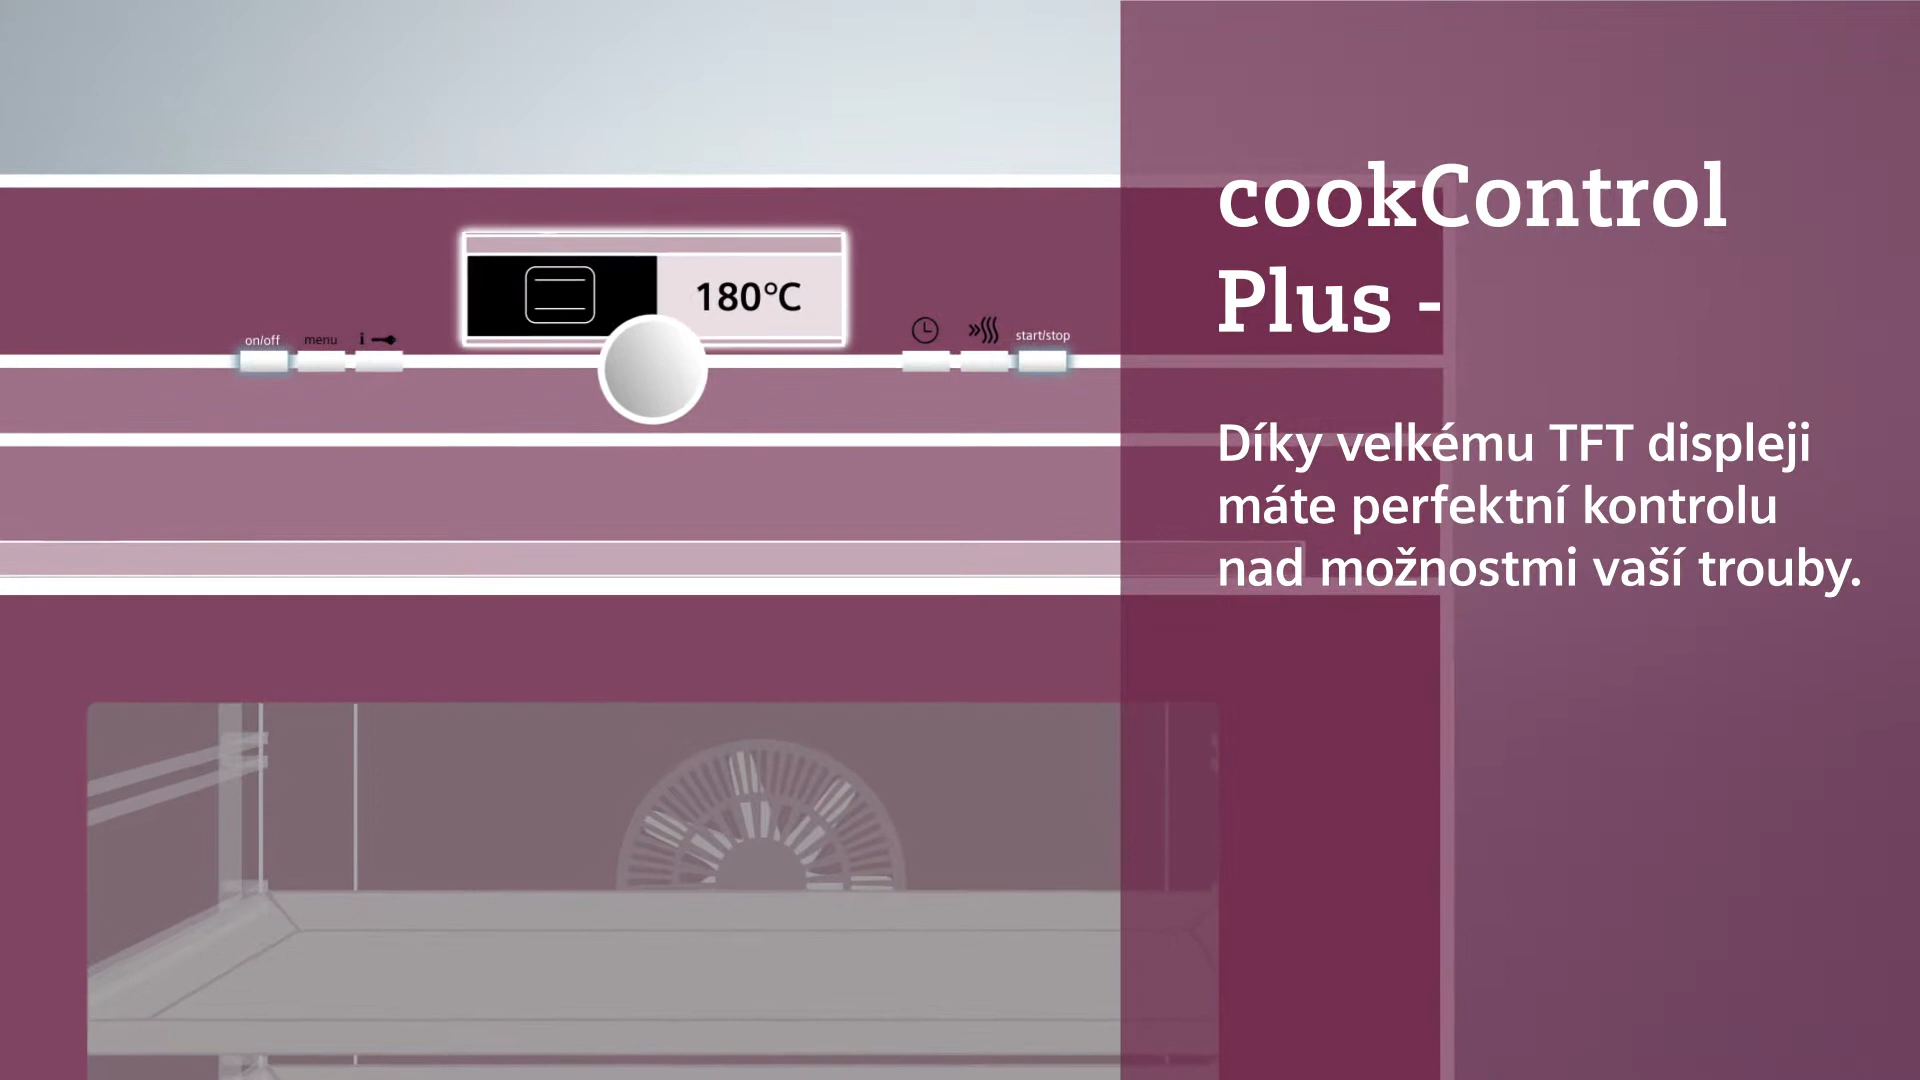 cookControl
Plus -
Díky velkému TFT displeji
máte perfektní kontrolu
nad možnostmi vaší trouby.
180°C
on/off
menu
i
start/stop